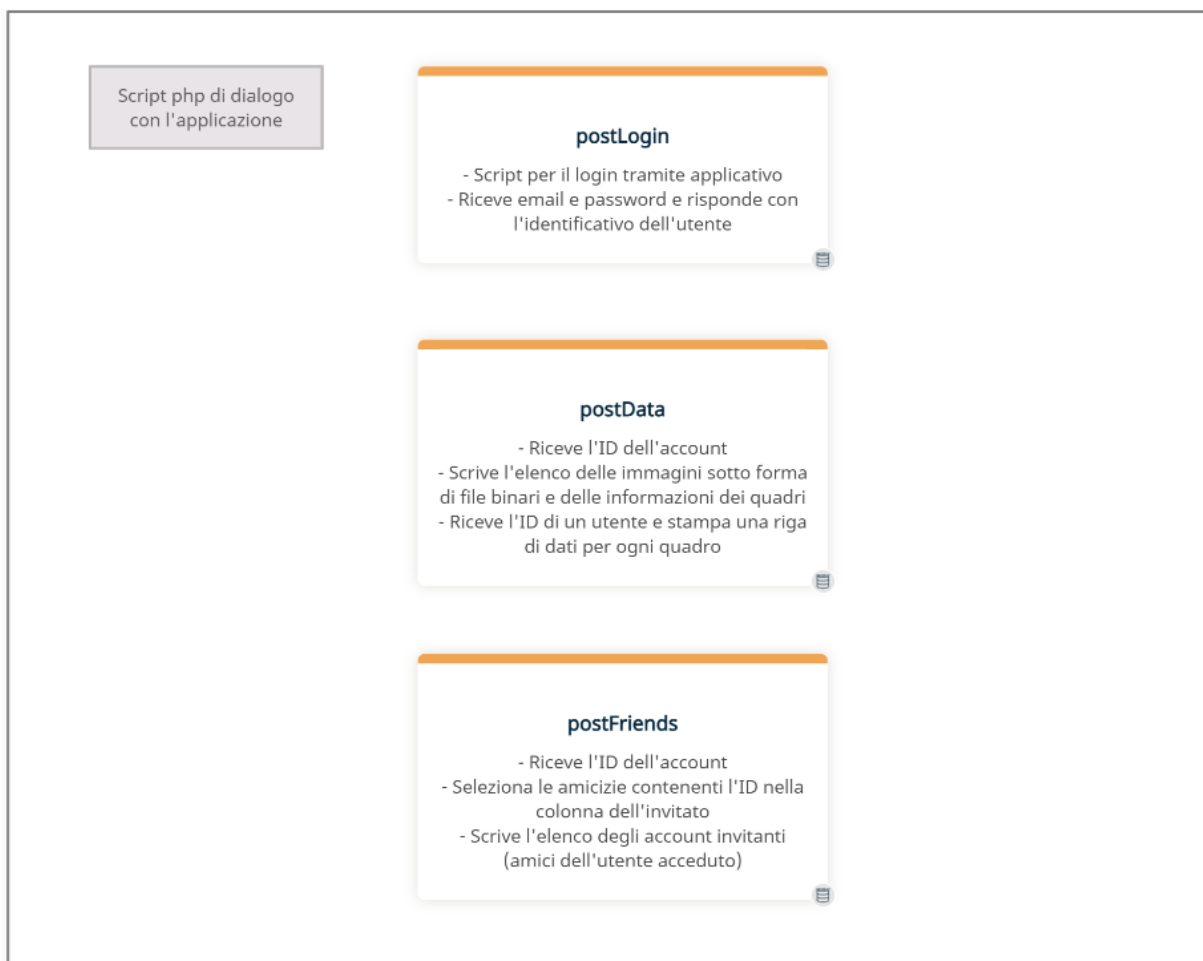 Script php di dialogo
con l'applicazione
postLogin
- Script per il login tramite applicativo
- Riceve email e password e risponde con
l'identificativo dell'utente
postData
- Riceve l'ID dell'account
- Scrive l'elenco delle immagini sotto forma
di file binari e delle informazioni dei quadri
- Riceve l'ID di un utente e stampa una riga
di dati per ogni quadro
postFriends
- Riceve l'ID dell'account
- Seleziona le amicizie contenenti l'ID nella
colonna dell'invitato
- Scrive l'elenco degli account invitanti
(amici dell'utente acceduto)